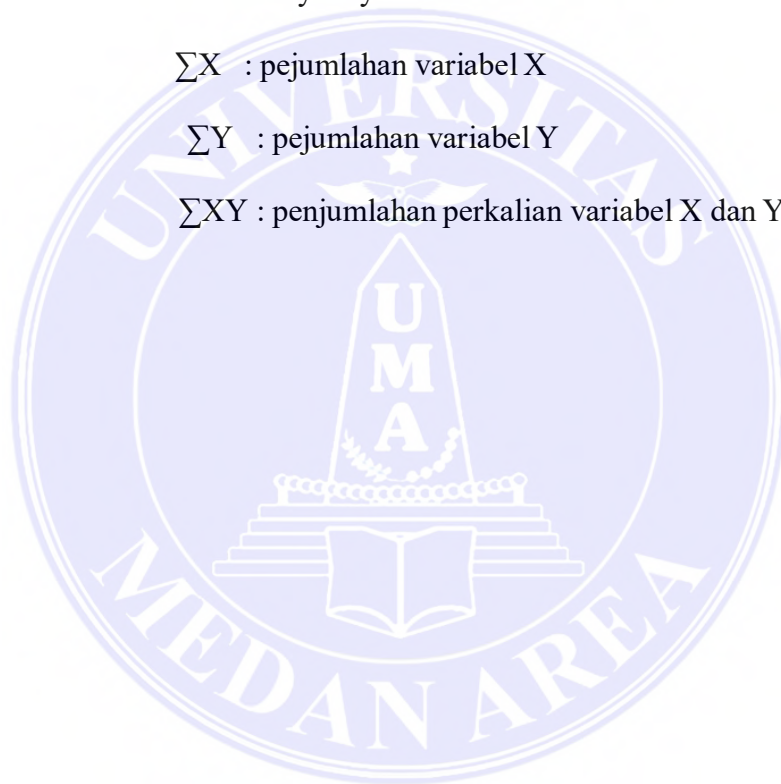 ∑X : pejumlahan variabel X
∑Y : pejumlahan variabel Y
∑XY : penjumlahan perkalian variabel X dan Y
UNIVERSITAS
U
M
A
MEDAN AREA